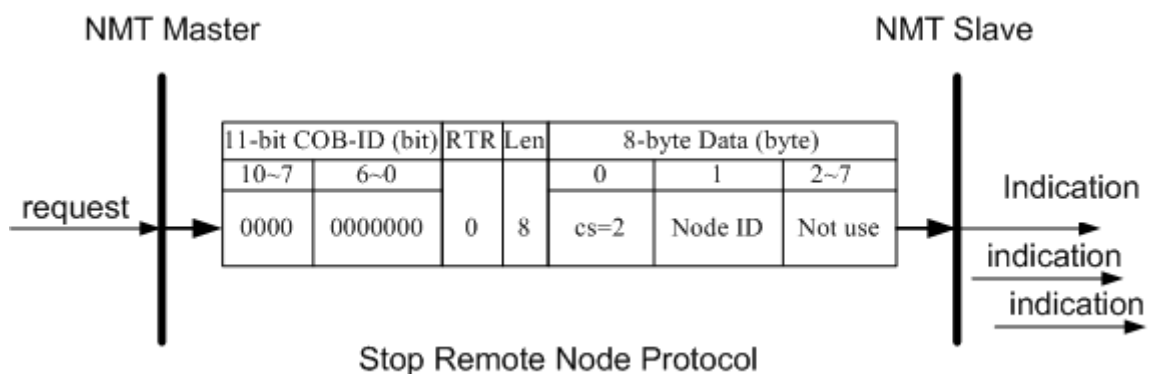 NMT Master NMT Slave
11-bit COB-ID (bit) RTR Len 8-byte Data (byte)
10~7 6~0 0 1 2~7
request 0000 0000000 0 8 cs=2 Node ID Not use Indication
indication
indication
Stop Remote Node Protocol